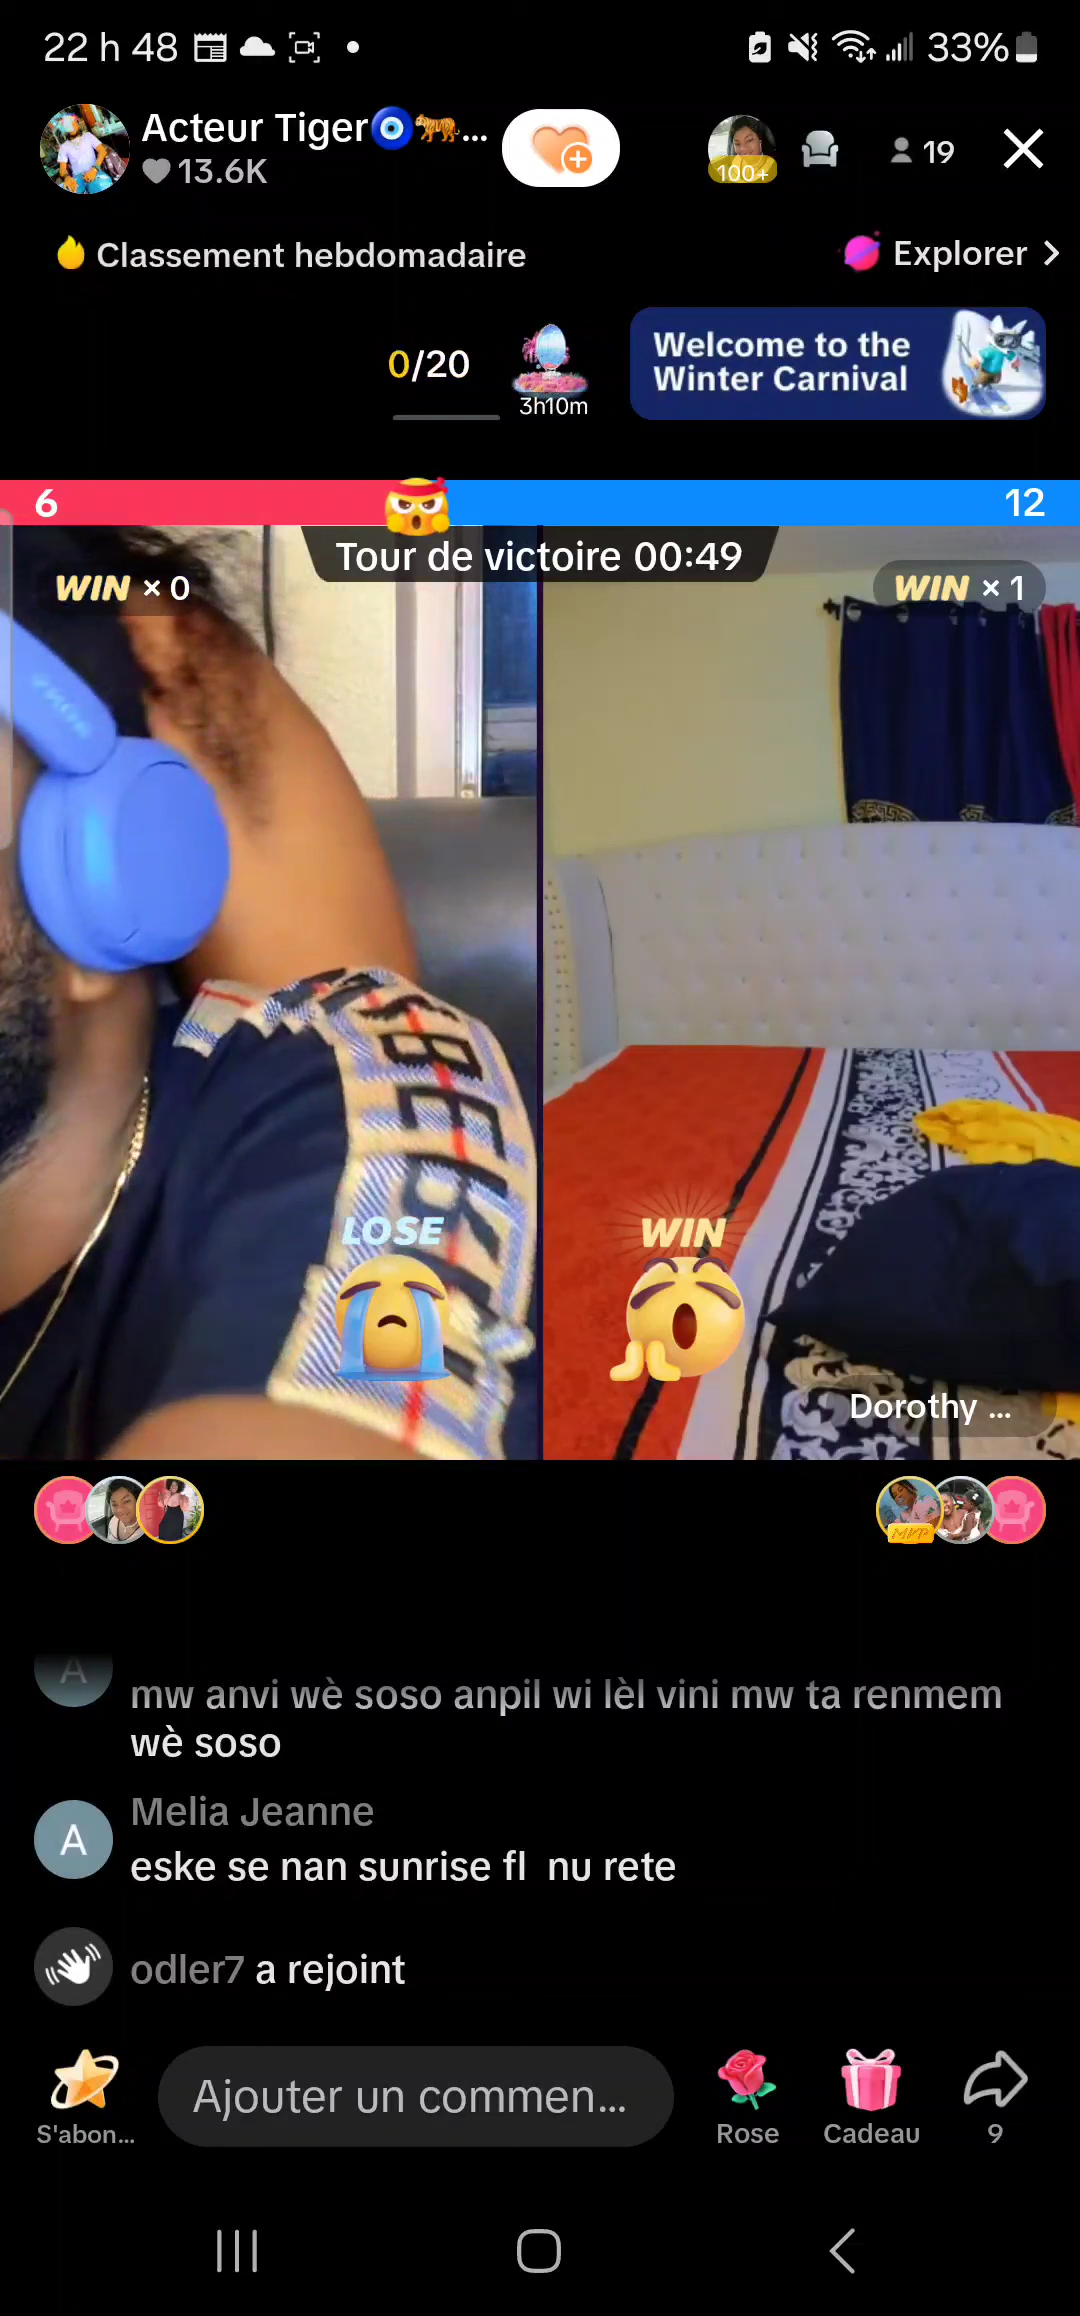 22 h 48
33%
Acteur Tiger🧿🐅...
13.6K
100+
19
Classement hebdomadaire
Explorer
0/20
3h10m
Welcome to the
Winter Carnival
6
12
Tour de victoire 00:49
WIN × 0
WIN × 1
LOSE
WIN
Dorothy ...
MVP
A
mw anvi wè soso anpil wi lèl vini mw ta renmem
wè soso
Melia Jeanne
A
eske se nan sunrise fl nu rete
odler7 a rejoint
Ajouter un commen...
S'abon...
Rose
Cadeau
9